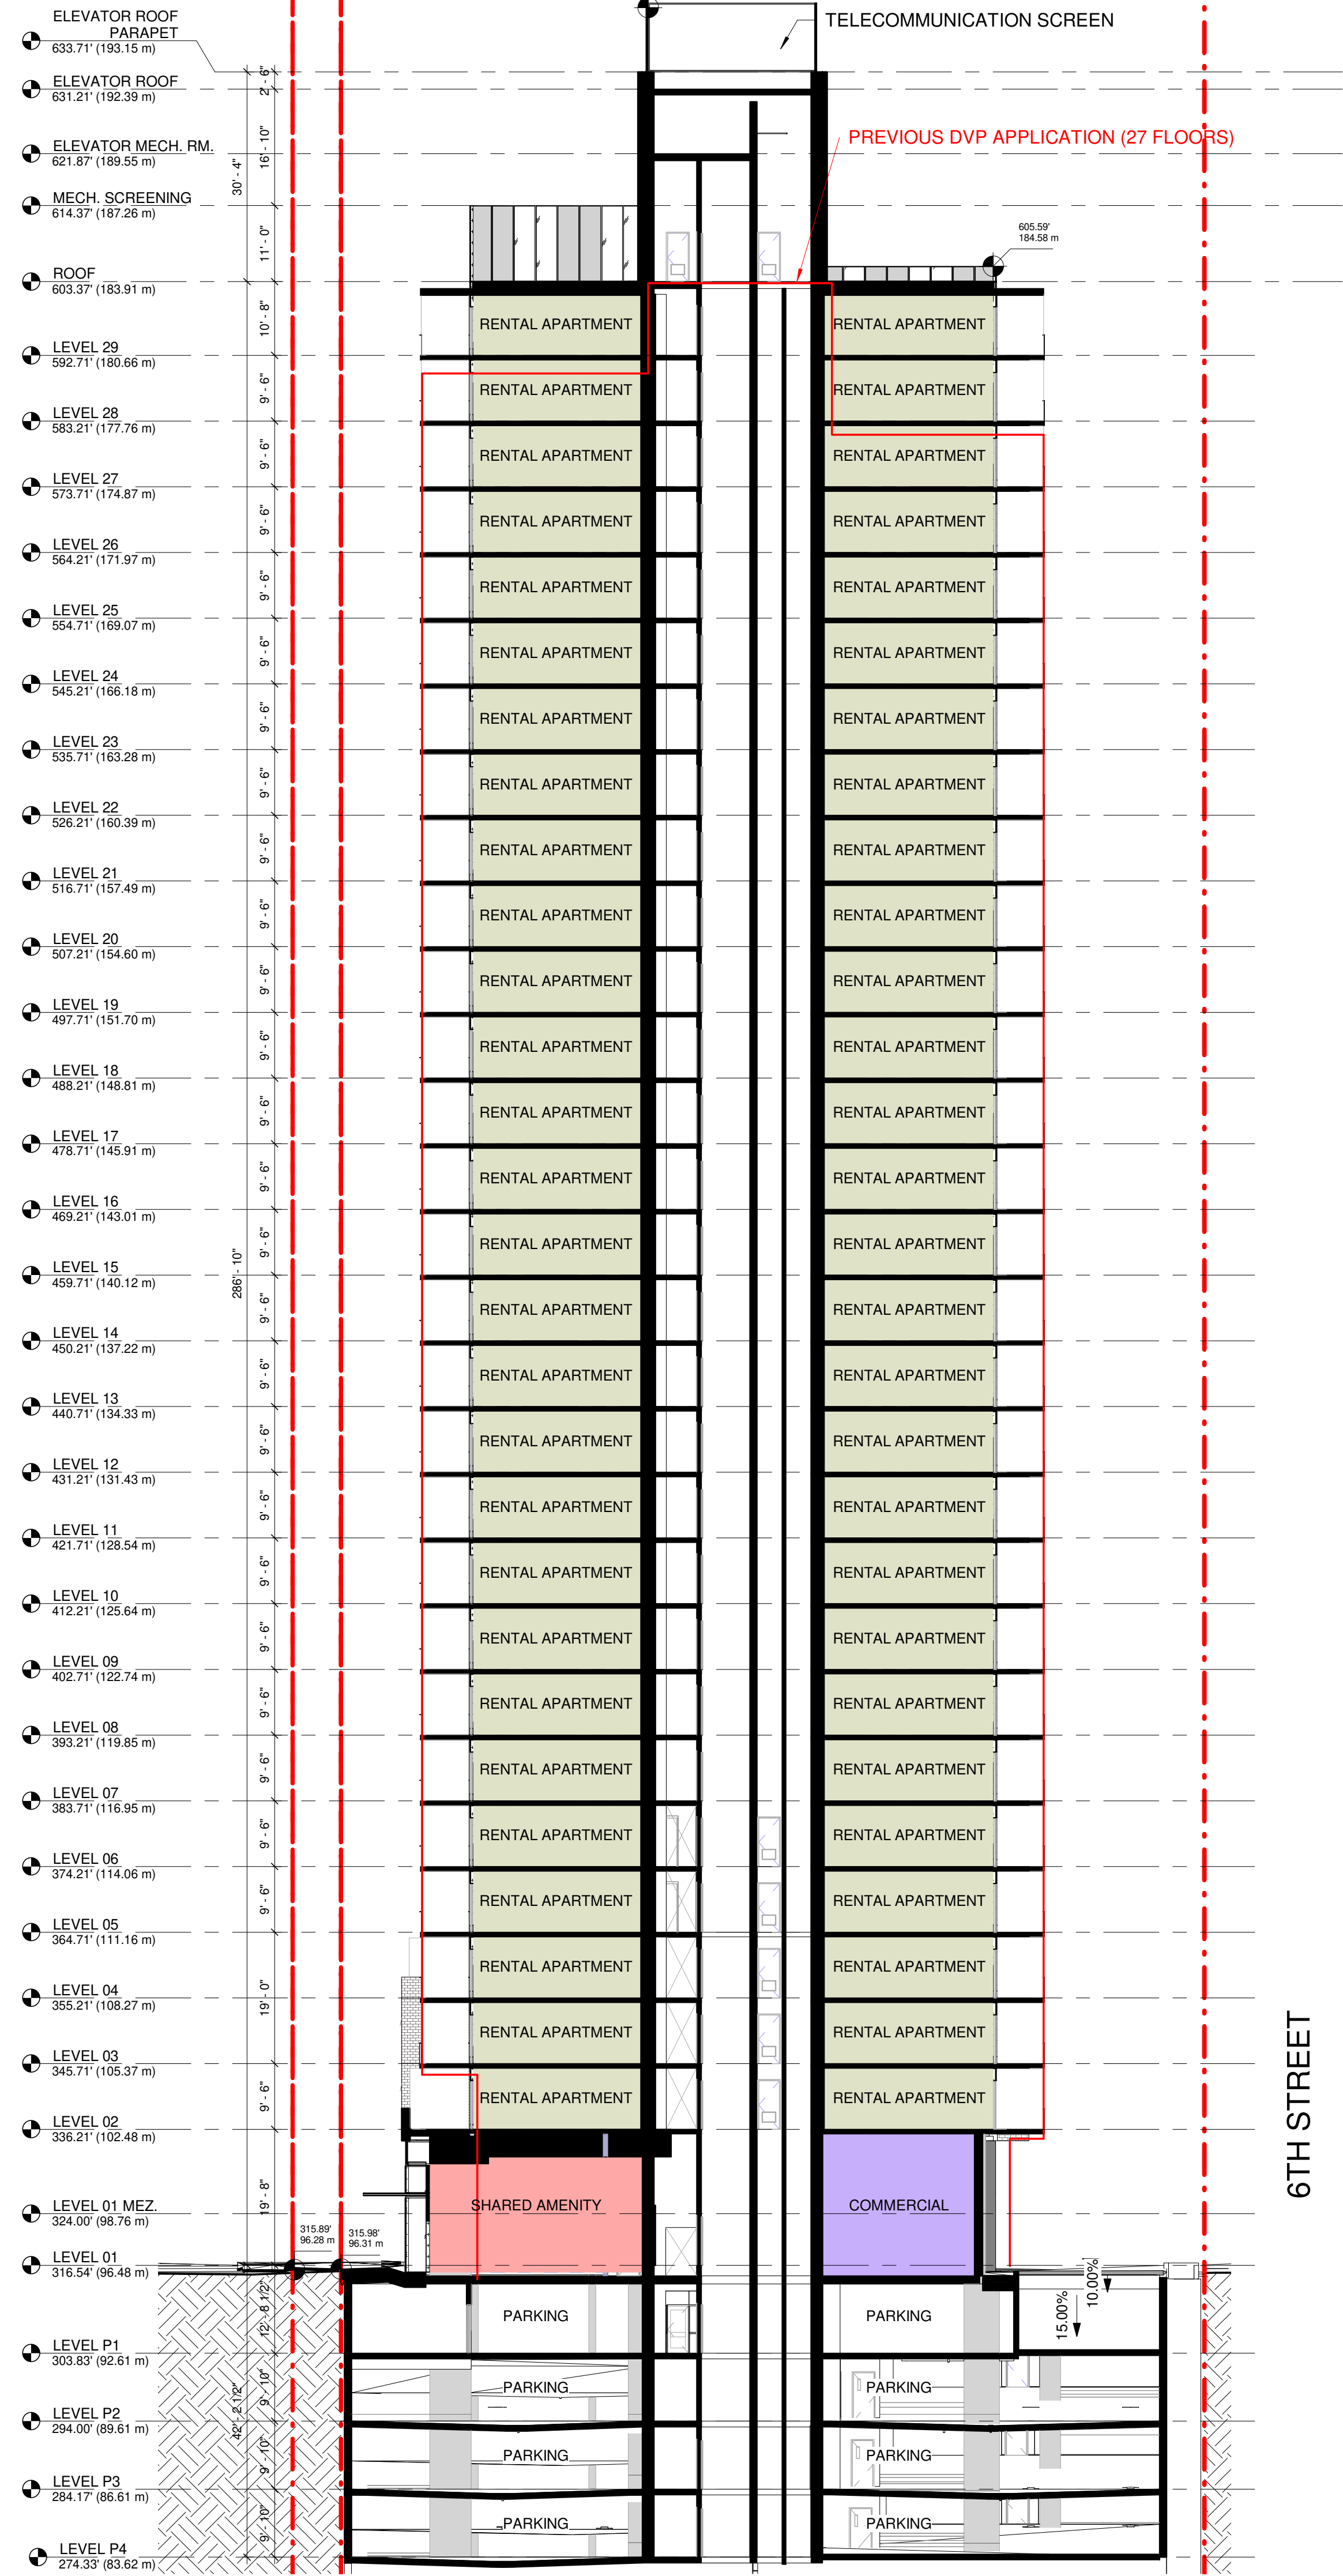 ELEVATOR ROOF
PARAPET
633.71' (193.15 m)
TELECOMMUNICATION SCREEN
2' - 6"
ELEVATOR ROOF
631.21' (192.39 m)
16' - 10"
PREVIOUS DVP APPLICATION (27 FLOORS)
ELEVATOR MECH. RM.
621.87' (189.55 m)
30' - 4"
MECH. SCREENING
614.37' (187.26 m)
11' - 0"
605.59'
184.58 m
ROOF
603.37' (183.91 m)
10' - 8"
RENTAL APARTMENT RENTAL APARTMENT
LEVEL 29
592.71' (180.66 m)
9' - 6"
RENTAL APARTMENT RENTAL APARTMENT
LEVEL 28
583.21' (177.76 m)
9' - 6"
RENTAL APARTMENT RENTAL APARTMENT
LEVEL 27
573.71' (174.87 m)
9' - 6"
RENTAL APARTMENT RENTAL APARTMENT
LEVEL 26
564.21' (171.97 m)
9' - 6"
RENTAL APARTMENT RENTAL APARTMENT
LEVEL 25
554.71' (169.07 m)
9' - 6"
RENTAL APARTMENT RENTAL APARTMENT
LEVEL 24
545.21' (166.18 m)
9' - 6"
RENTAL APARTMENT RENTAL APARTMENT
LEVEL 23
535.71' (163.28 m)
9' - 6"
RENTAL APARTMENT RENTAL APARTMENT
LEVEL 22
526.21' (160.39 m)
9' - 6"
RENTAL APARTMENT RENTAL APARTMENT
LEVEL 21
516.71' (157.49 m)
9' - 6"
RENTAL APARTMENT RENTAL APARTMENT
LEVEL 20
507.21' (154.60 m)
9' - 6"
RENTAL APARTMENT RENTAL APARTMENT
LEVEL 19
497.71' (151.70 m)
9' - 6"
RENTAL APARTMENT RENTAL APARTMENT
LEVEL 18
488.21' (148.81 m)
9' - 6"
RENTAL APARTMENT RENTAL APARTMENT
LEVEL 17
478.71' (145.91 m)
9' - 6"
RENTAL APARTMENT RENTAL APARTMENT
LEVEL 16
469.21' (143.01 m)
9' - 6"
RENTAL APARTMENT RENTAL APARTMENT
286' - 10"
LEVEL 15
459.71' (140.12 m)
9' - 6"
RENTAL APARTMENT RENTAL APARTMENT
LEVEL 14
450.21' (137.22 m)
9' - 6"
RENTAL APARTMENT RENTAL APARTMENT
LEVEL 13
440.71' (134.33 m)
9' - 6"
RENTAL APARTMENT RENTAL APARTMENT
LEVEL 12
431.21' (131.43 m)
9' - 6"
RENTAL APARTMENT RENTAL APARTMENT
LEVEL 11
421.71' (128.54 m)
9' - 6"
RENTAL APARTMENT RENTAL APARTMENT
LEVEL 10
412.21' (125.64 m)
9' - 6"
RENTAL APARTMENT RENTAL APARTMENT
LEVEL 09
402.71' (122.74 m)
9' - 6"
RENTAL APARTMENT RENTAL APARTMENT
LEVEL 08
393.21' (119.85 m)
9' - 6"
RENTAL APARTMENT RENTAL APARTMENT
LEVEL 07
383.71' (116.95 m)
9' - 6"
RENTAL APARTMENT RENTAL APARTMENT
LEVEL 06
374.21' (114.06 m)
9' - 6"
RENTAL APARTMENT RENTAL APARTMENT
LEVEL 05
364.71' (111.16 m)
RENTAL APARTMENT RENTAL APARTMENT
19' - 0"
LEVEL 04
355.21' (108.27 m)
RENTAL APARTMENT RENTAL APARTMENT
LEVEL 03
345.71' (105.37 m)
9' - 6"
RENTAL APARTMENT RENTAL APARTMENT
6TH STREET
LEVEL 02
336.21' (102.48 m)
19' - 8"
SHARED AMENITY COMMERCIAL
LEVEL 01 MEZ.
324.00' (98.76 m)
315.89'
96.28 m
315.98'
96.31 m
LEVEL 01
316.54' (96.48 m)
12' - 8 1/2"
PARKING PARKING
15.00%
10.00%
LEVEL P1
303.83' (92.61 m)
9' - 10"
PARKING PARKING
42' - 2 1/2"
LEVEL P2
294.00' (89.61 m)
9' - 10"
PARKING PARKING
LEVEL P3
284.17' (86.61 m)
9' - 10"
PARKING PARKING
LEVEL P4
274.33' (83.62 m)